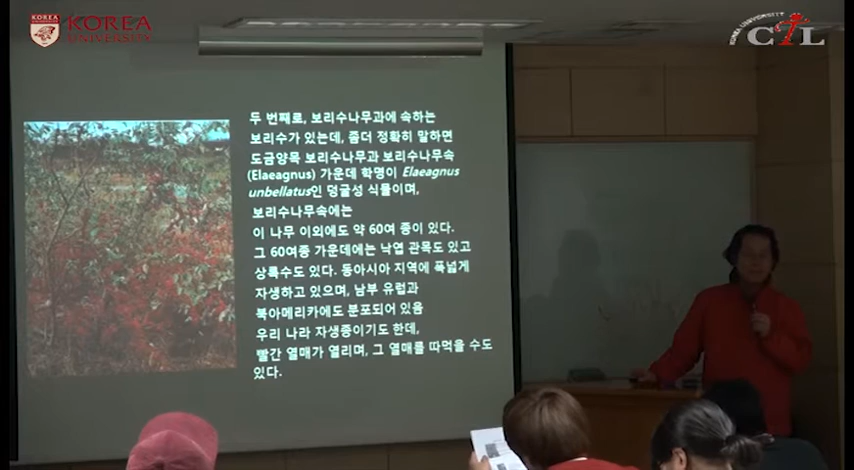 KOREA
UNIVERSITY
KOREA UNIVERSITY
CTL
두 번째로, 보리수나무과에 속하는
보리수가 있는데, 좀더 정확히 말하면
도금양목 보리수나무과 보리수나무속
(Elaeagnus) 가운데 학명이 Elaeagnus
unbellatus인 덩굴성 식물이며,
보리수나무속에는
이 나무 이외에도 약 60여 종이 있다.
그 60여종 가운데에는 낙엽 관목도 있고
상록수도 있다. 동아시아 지역에 폭넓게
자생하고 있으며, 남부 유럽과
북아메리카에도 분포되어 있음
우리 나라 자생종이기도 한데,
빨간 열매가 열리며, 그 열매를 따먹을 수도
있다.